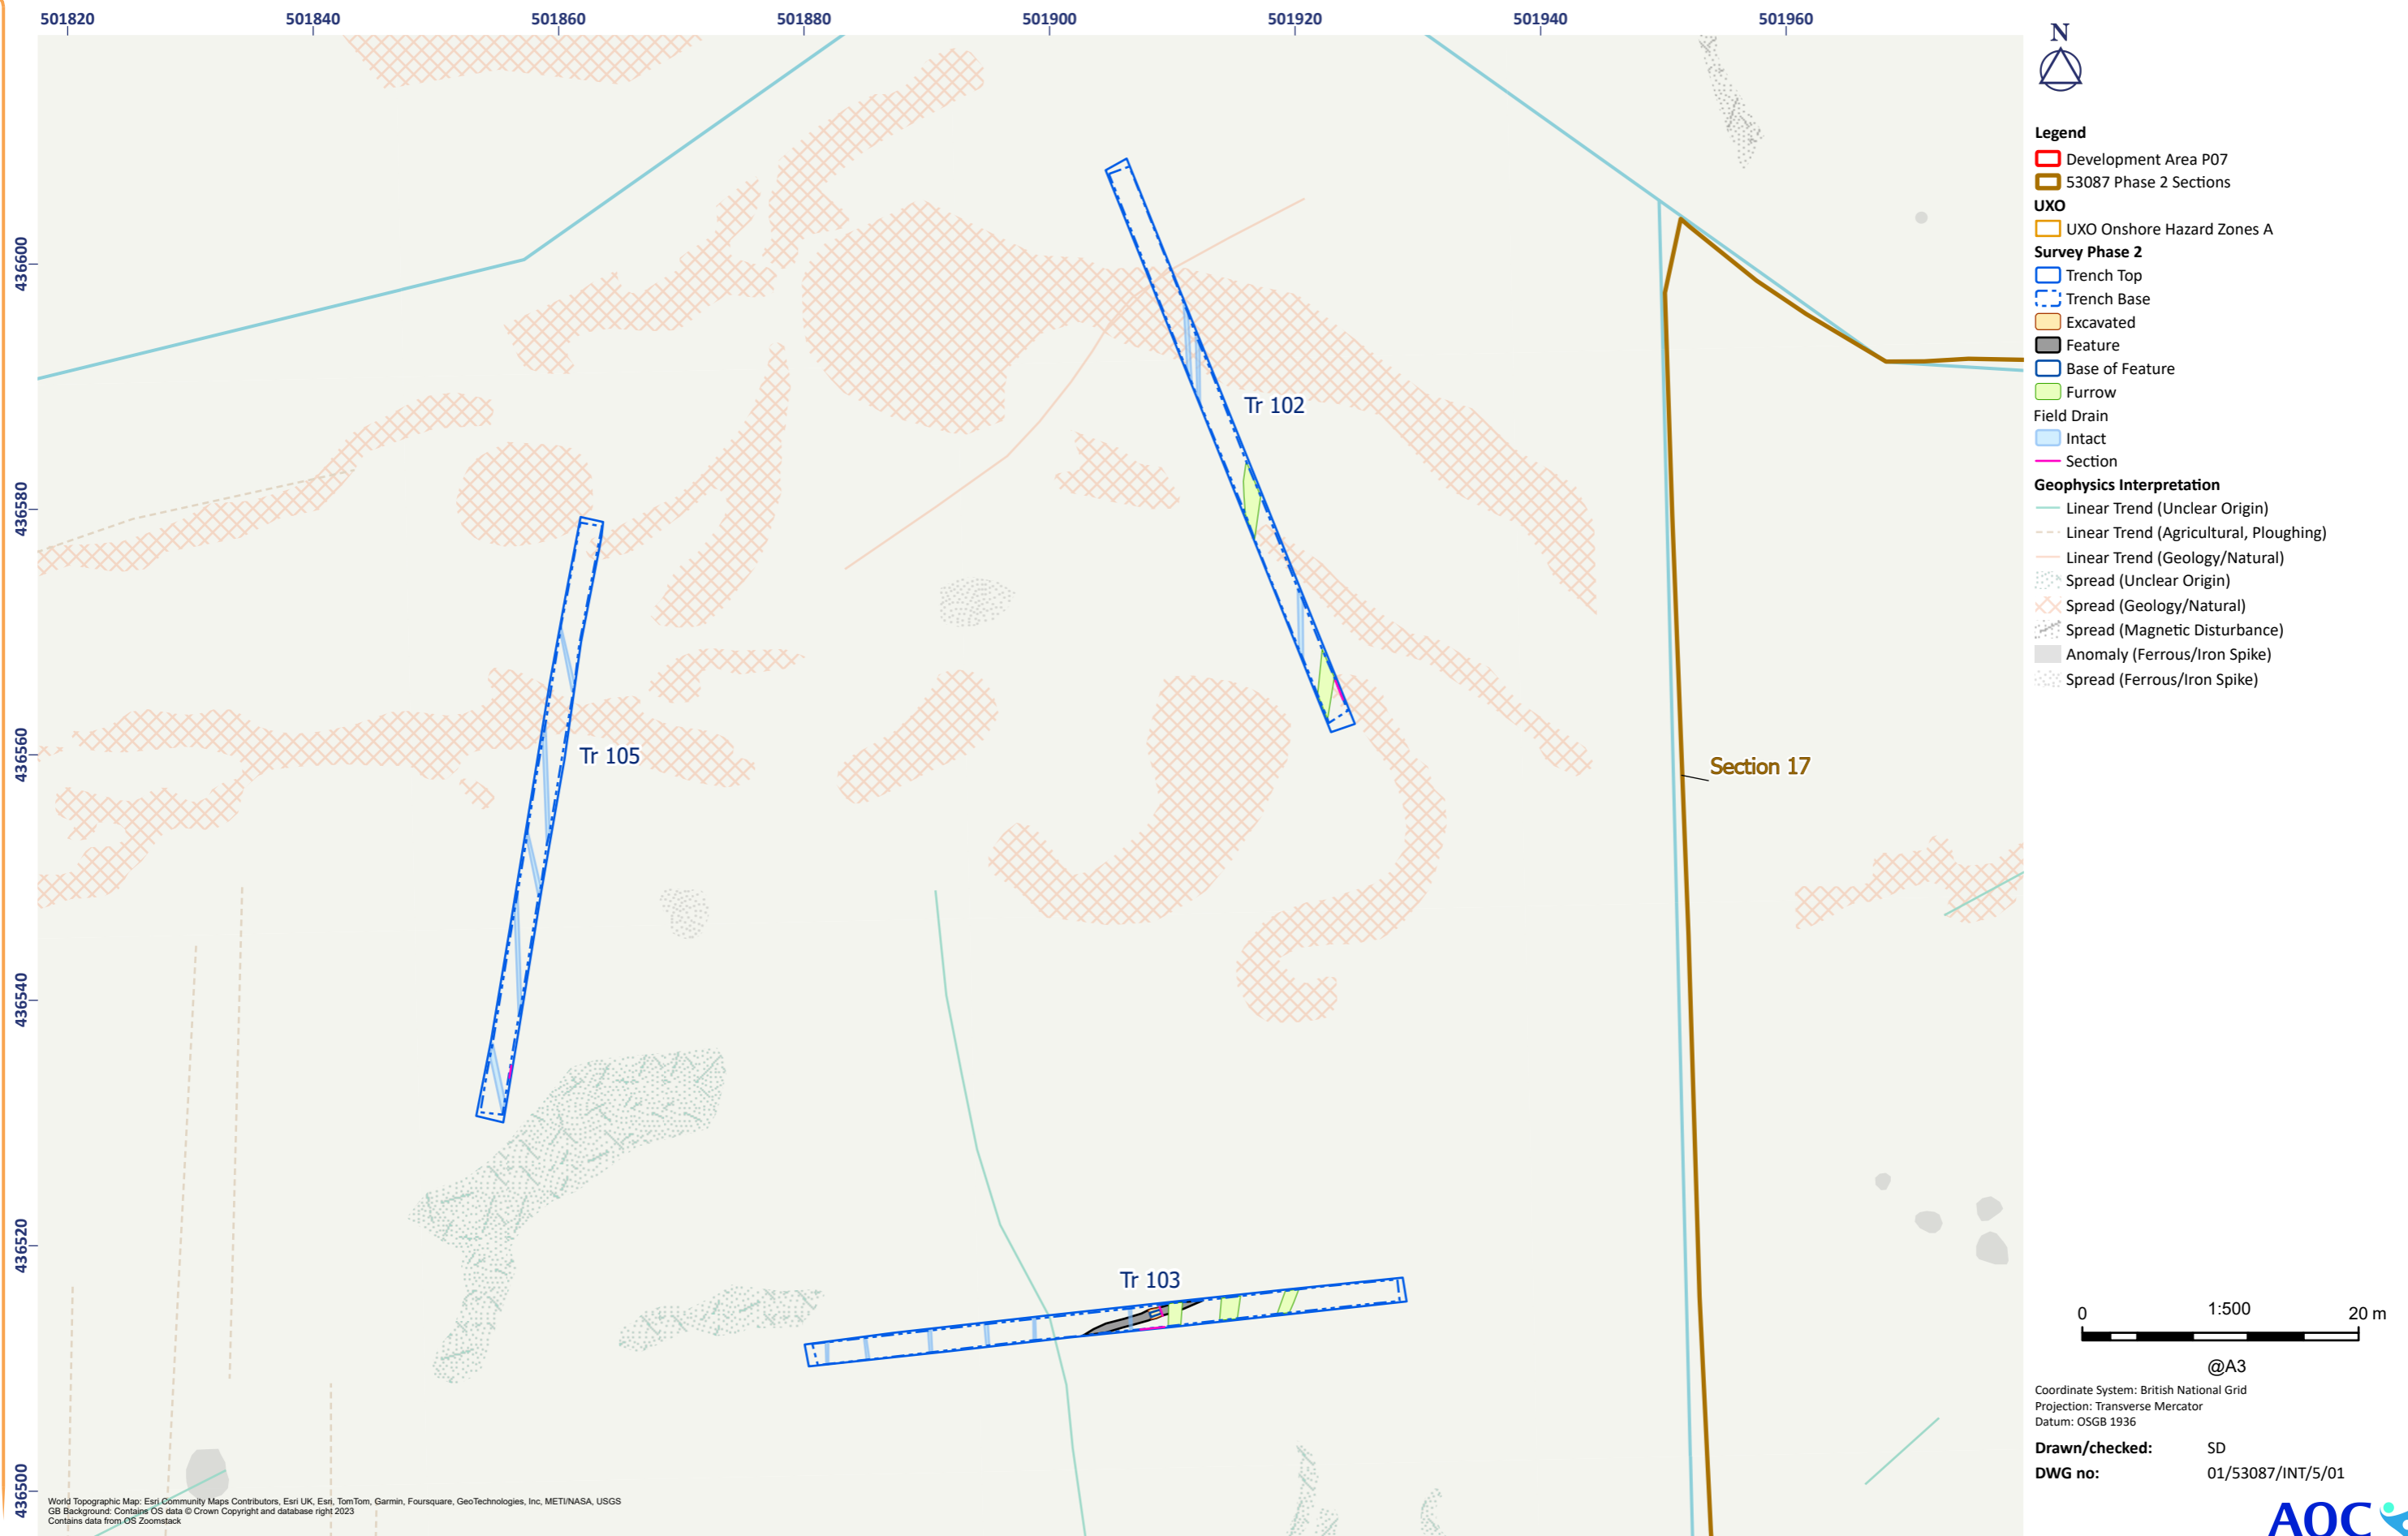 501820 501840 501860 501880 501900 501920 501940 501960
436600
436580
436560
436540
436520
436500
Tr 102
Tr 105
Section 17
Tr 103
World Topographic Map: Esri Community Maps Contributors, Esri UK, Esri, TomTom, Garmin, Foursquare, GeoTechnologies, Inc, METI/NASA, USGS
GB Background: Contains OS data © Crown Copyright and database right 2023
Contains data from OS Zoomstack
N
Legend
Development Area P07
53087 Phase 2 Sections
UXO
UXO Onshore Hazard Zones A
Survey Phase 2
Trench Top
Trench Base
Excavated
Feature
Base of Feature
Furrow
Field Drain
Intact
Section
Geophysics Interpretation
Linear Trend (Unclear Origin)
Linear Trend (Agricultural, Ploughing)
Linear Trend (Geology/Natural)
Spread (Unclear Origin)
Spread (Geology/Natural)
Spread (Magnetic Disturbance)
Anomaly (Ferrous/Iron Spike)
Spread (Ferrous/Iron Spike)
0 1:500 20 m
@A3
Coordinate System: British National Grid
Projection: Transverse Mercator
Datum: OSGB 1936
Drawn/checked: SD
DWG no: 01/53087/INT/5/01
AOC